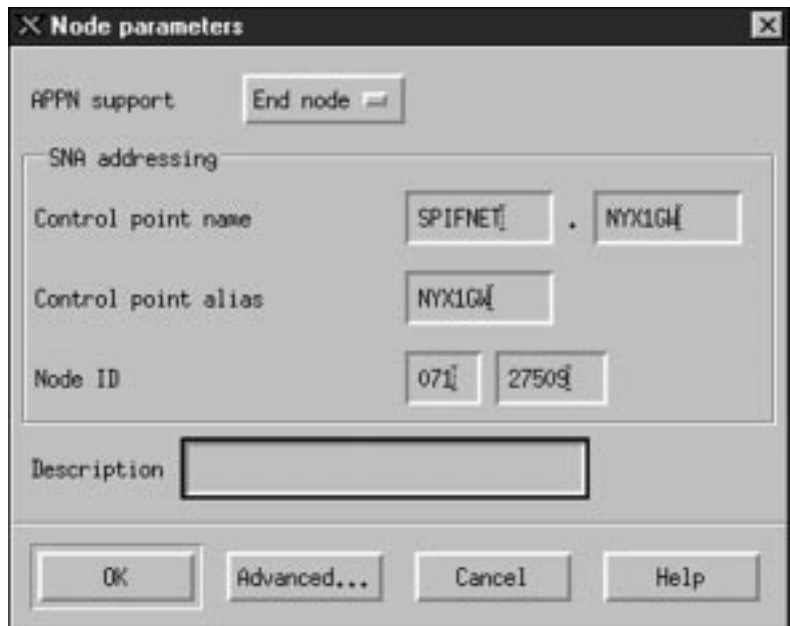 Node parameters
APPN support End node
SNA addressing
Control point name SPIFNET . NYX1GW
Control point alias NYX1GW
Node ID 071 27509
Description
OK Advanced... Cancel Help